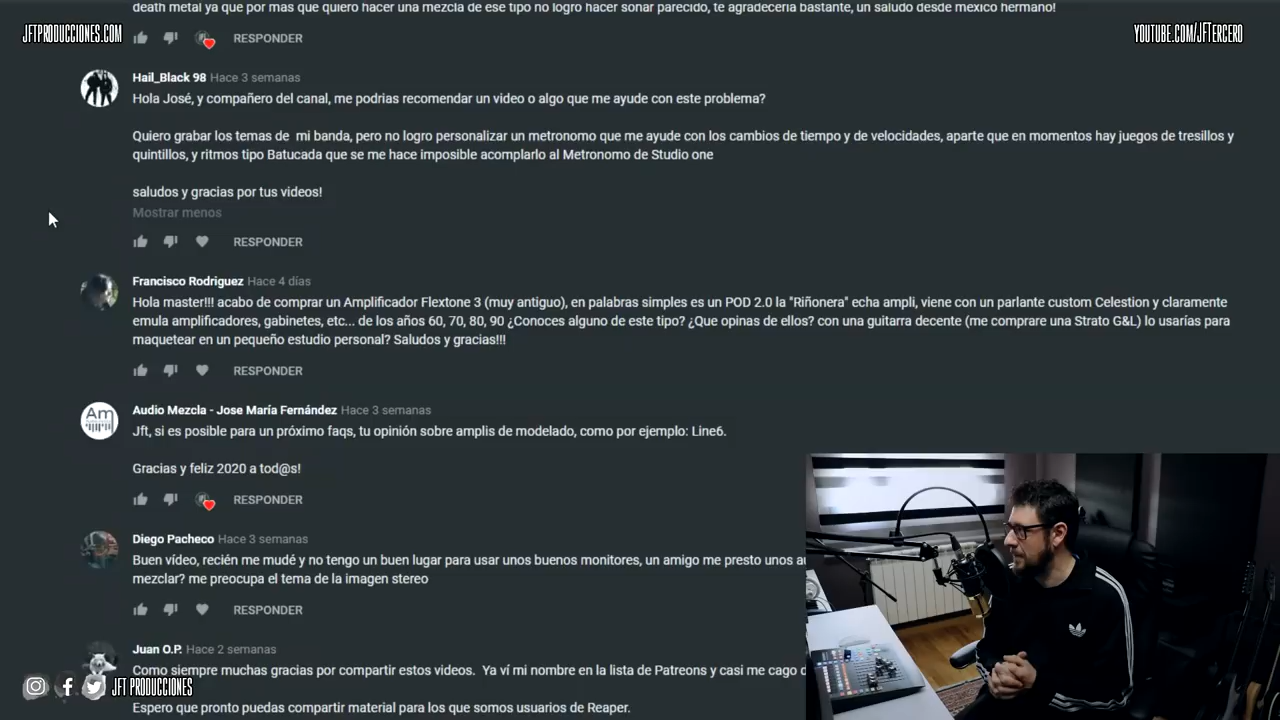 death metal ya que por mas que quiero hacer una mezcla de ese tipo no logro hacer sonar parecido, te agradeceria bastante, un saludo desde mexico hermano!
JFTPRODUCCIONES.COM
YOUTUBE.COM/JFTERCERO
RESPONDER
Hail_Black 98 Hace 3 semanas
Hola José, y compañero del canal, me podrias recomendar un video o algo que me ayude con este problema?
Quiero grabar los temas de mi banda, pero no logro personalizar un metronomo que me ayude con los cambios de tiempo y de velocidades, aparte que en momentos hay juegos de tresillos y
quintillos, y ritmos tipo Batucada que se me hace imposible acomplarlo al Metronomo de Studio one
saludos y gracias por tus videos!
Mostrar menos
RESPONDER
Francisco Rodriguez Hace 4 días
Hola master!!! acabo de comprar un Amplificador Flextone 3 (muy antiguo), en palabras simples es un POD 2.0 la "Riñonera" echa ampli, viene con un parlante custom Celestion y claramente
emula amplificadores, gabinetes, etc... de los años 60, 70, 80, 90 ¿Conoces alguno de este tipo? ¿Que opinas de ellos? con una guitarra decente (me comprare una Strato G&L) lo usarías para
maquetear en un pequeño estudio personal? Saludos y gracias!!!
RESPONDER
Am
Audio Mezcla - Jose María Fernández Hace 3 semanas
Jft, si es posible para un próximo faqs, tu opinión sobre amplis de modelado, como por ejemplo: Line6.
Gracias y feliz 2020 a tod@s!
RESPONDER
Diego Pacheco Hace 3 semanas
Buen vídeo, recién me mudé y no tengo un buen lugar para usar unos buenos monitores, un amigo me presto unos
mezclar? me preocupa el tema de la imagen stereo
RESPONDER
Juan O.P. Hace 2 semanas
Como siempre muchas gracias por compartir estos videos. Ya ví mi nombre en la lista de Patreons y casi me cago
JFT PRODUCCIONES
Espero que pronto puedas compartir material para los que somos usuarios de Reaper.